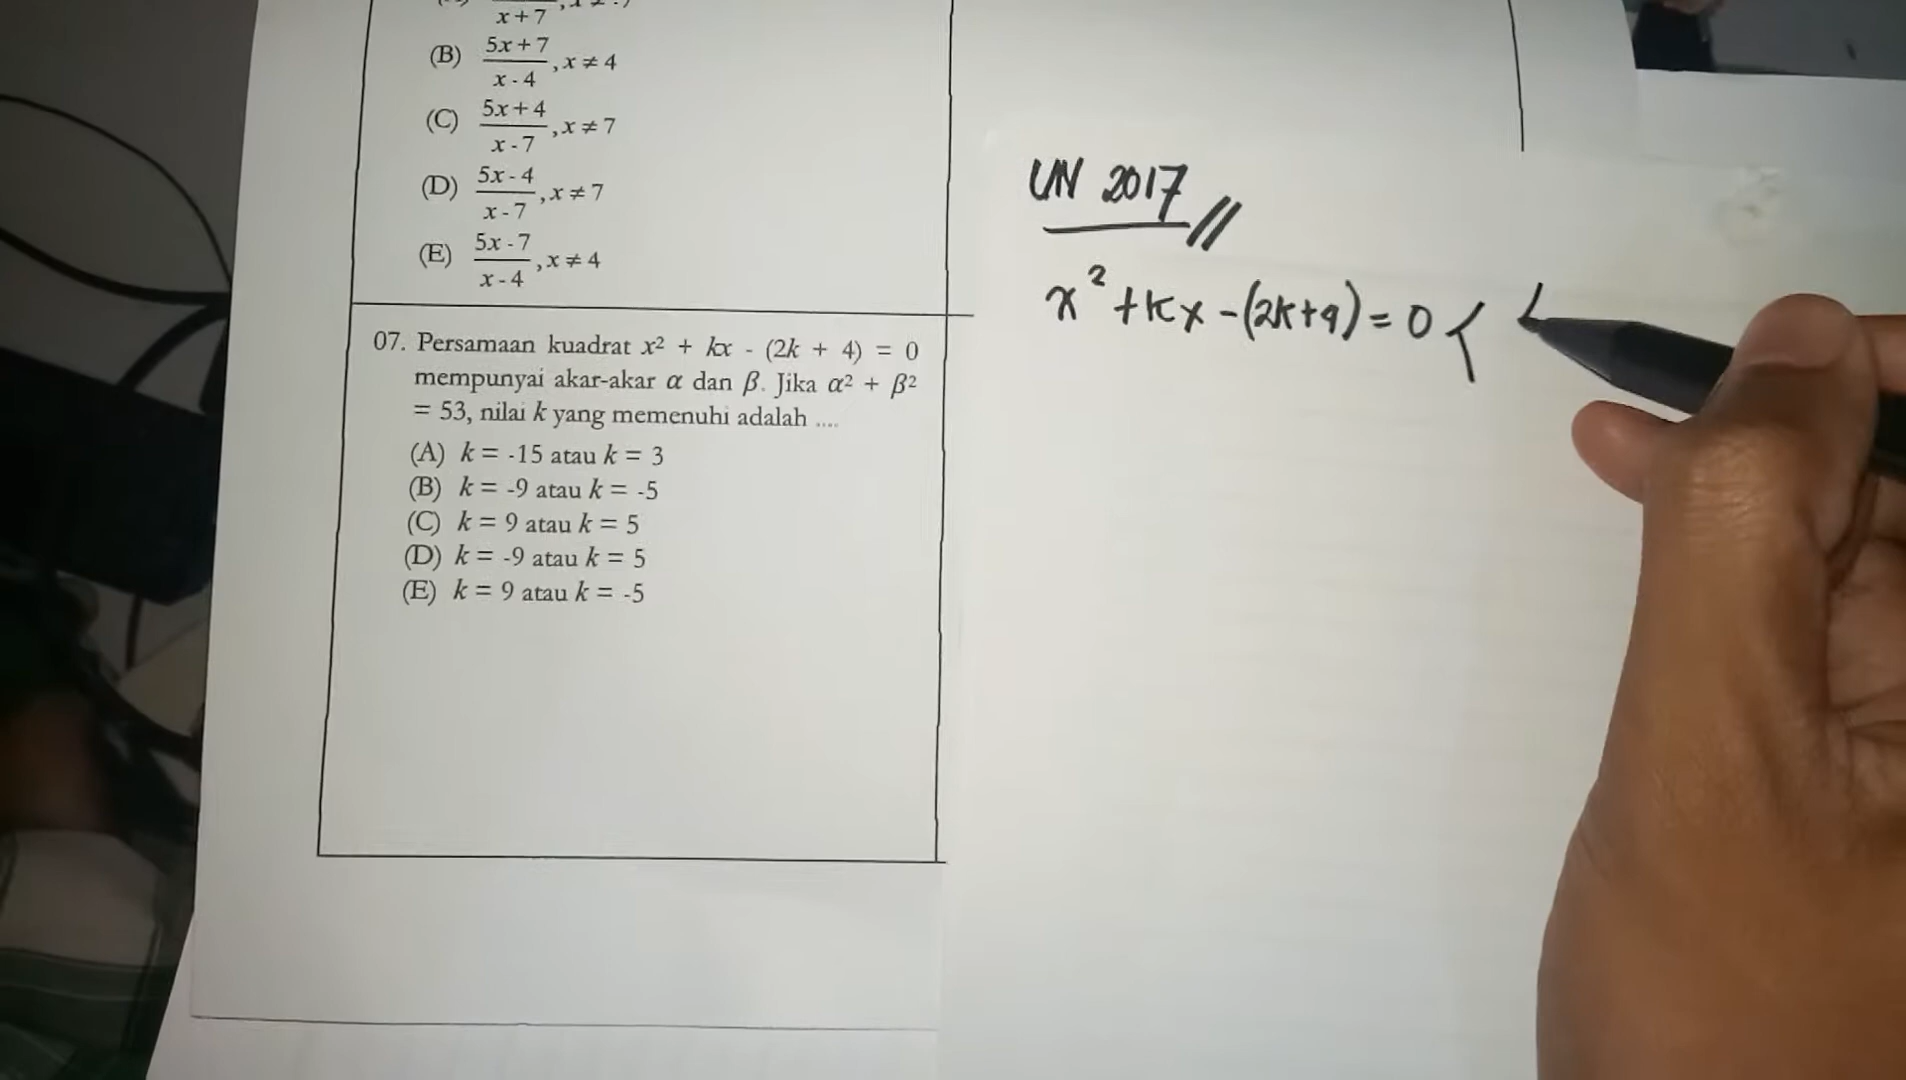 x + 7
(B) 5x + 7 / x - 4 , x ≠ 4
(C) 5x + 4 / x - 7 , x ≠ 7
(D) 5x - 4 / x - 7 , x ≠ 7
(E) 5x - 7 / x - 4 , x ≠ 4
07. Persamaan kuadrat x² + kx - (2k + 4) = 0
mempunyai akar-akar α dan β. Jika α² + β²
= 53, nilai k yang memenuhi adalah ....
(A) k = -15 atau k = 3
(B) k = -9 atau k = -5
(C) k = 9 atau k = 5
(D) k = -9 atau k = 5
(E) k = 9 atau k = -5
UN 2017
x² + kx - (2k+4) = 0